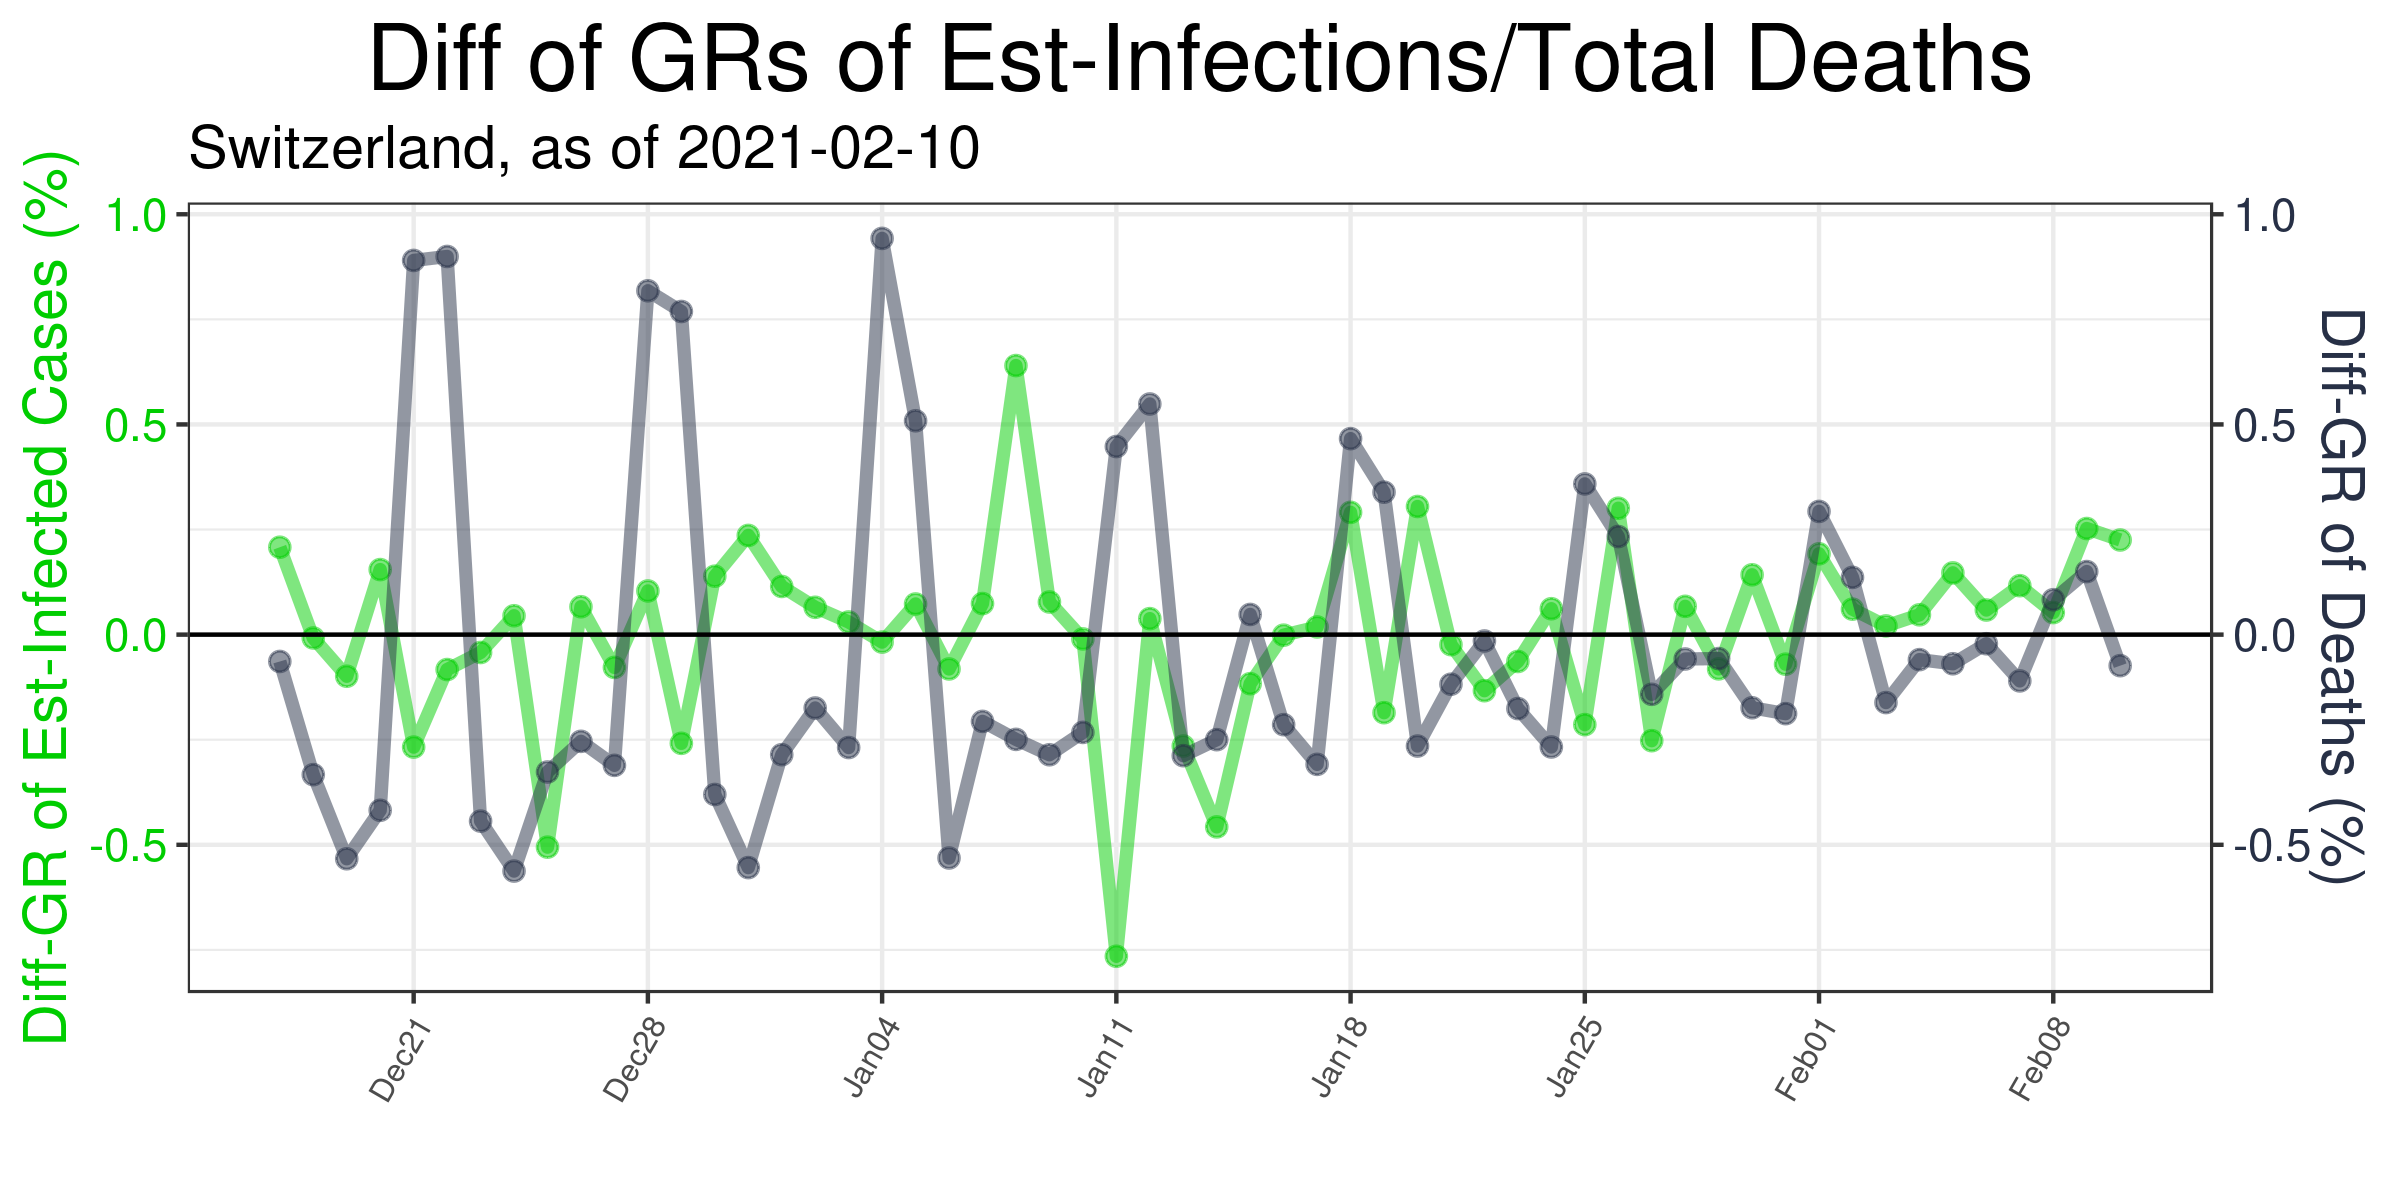 Diff of GRs of Est-Infections/Total Deaths
Switzerland, as of 2021-02-10
Diff-GR of Est-Infected Cases (%)
1.0
0.5
0.0
-0.5
1.0
0.5
0.0
-0.5
Diff-GR of Deaths (%)
Dec21
Dec28
Jan04
Jan11
Jan18
Jan25
Feb01
Feb08